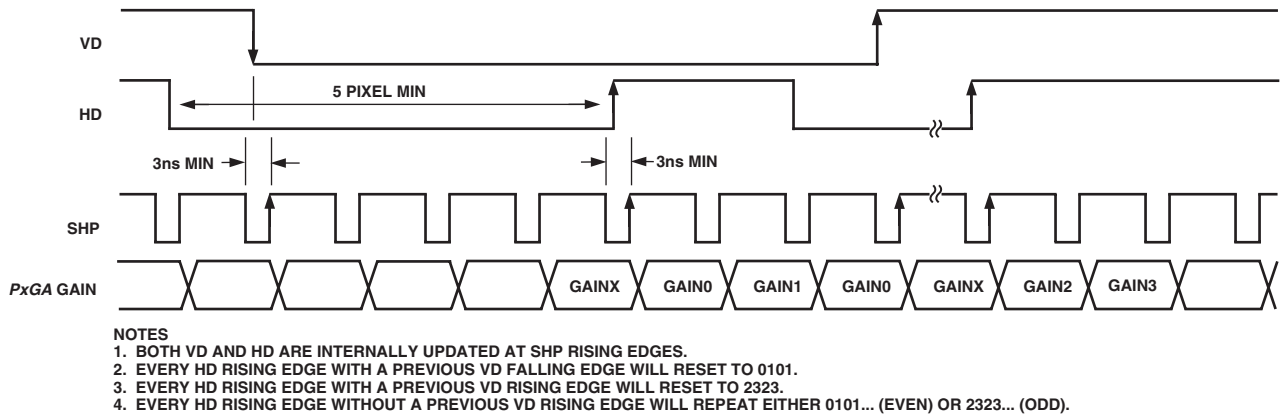 VD
5 PIXEL MIN
HD
3ns MIN
3ns MIN
SHP
PxGA GAIN
GAINX
GAIN0
GAIN1
GAIN0
GAINX
GAIN2
GAIN3
NOTES
1. BOTH VD AND HD ARE INTERNALLY UPDATED AT SHP RISING EDGES.
2. EVERY HD RISING EDGE WITH A PREVIOUS VD FALLING EDGE WILL RESET TO 0101.
3. EVERY HD RISING EDGE WITH A PREVIOUS VD RISING EDGE WILL RESET TO 2323.
4. EVERY HD RISING EDGE WITHOUT A PREVIOUS VD RISING EDGE WILL REPEAT EITHER 0101... (EVEN) OR 2323... (ODD).